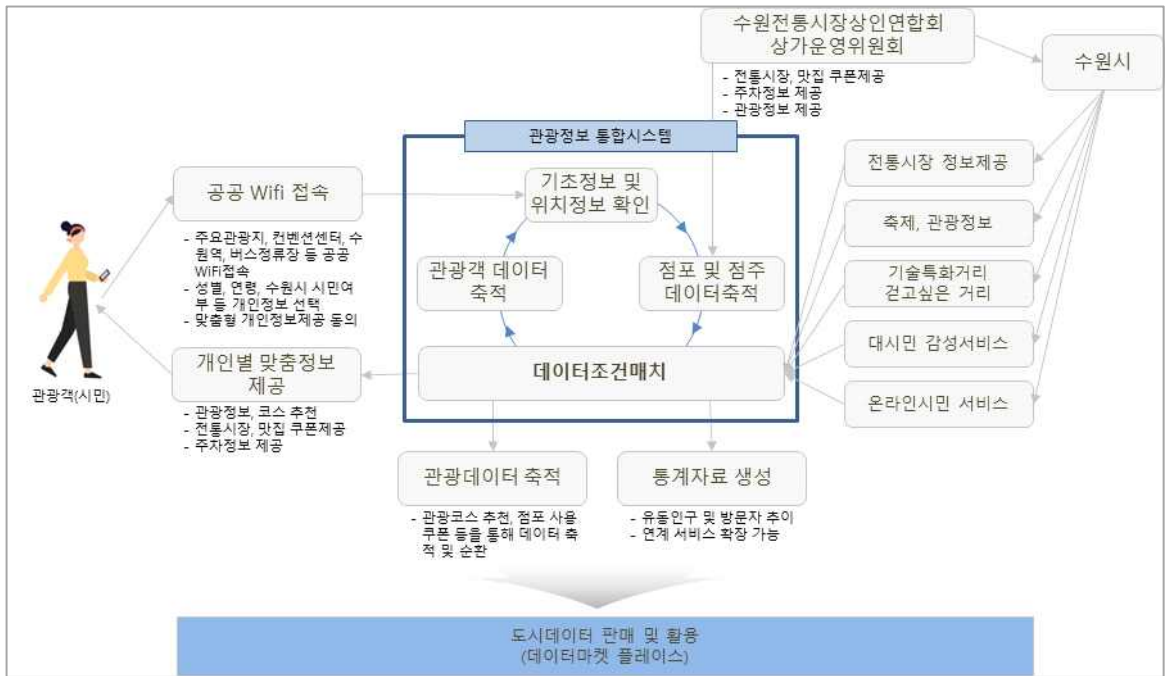 수원전통시장상인연합회
상가운영위원회
- 전통시장, 맛집 쿠폰제공
- 주차정보 제공
- 관광정보 제공
수원시
관광정보 통합시스템
공공 Wifi 접속
- 주요관광지, 컨벤션센터, 수
원역, 버스정류장 등 공공
WiFi접속
- 성별, 연령, 수원시 시민여
부 등 개인정보 선택
- 맞춤형 개인정보제공 동의
기초정보 및
위치정보 확인
관광객 데이터
축적
점포 및 점주
데이터축적
데이터조건매치
전통시장 정보제공
축제, 관광정보
기술특화거리
걷고싶은 거리
대시민 감성서비스
온라인시민 서비스
관광객(시민)
개인별 맞춤정보
제공
- 관광정보, 코스 추천
- 전통시장, 맛집 쿠폰제공
- 주차정보 제공
관광데이터 축적
- 관광코스 추천, 점포 사용
쿠폰 등을 통해 데이터 축
적 및 순환
통계자료 생성
- 유동인구 및 방문자 추이
- 연계 서비스 확장 가능
도시데이터 판매 및 활용
(데이터마켓 플레이스)